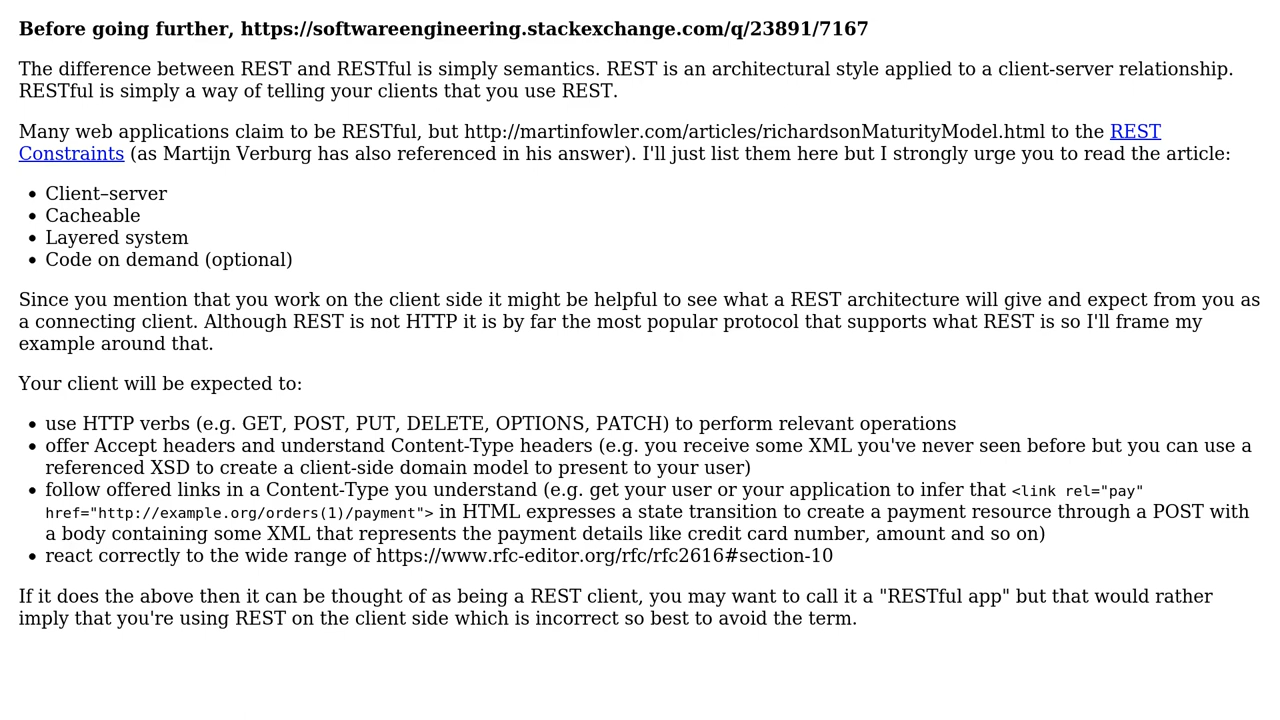 Before going further, https://softwareengineering.stackexchange.com/q/23891/7167
The difference between REST and RESTful is simply semantics. REST is an architectural style applied to a client-server relationship.
RESTful is simply a way of telling your clients that you use REST.
Many web applications claim to be RESTful, but http://martinfowler.com/articles/richardsonMaturityModel.html to the REST
Constraints (as Martijn Verburg has also referenced in his answer). I'll just list them here but I strongly urge you to read the article:
• Client–server
• Cacheable
• Layered system
• Code on demand (optional)
Since you mention that you work on the client side it might be helpful to see what a REST architecture will give and expect from you as
a connecting client. Although REST is not HTTP it is by far the most popular protocol that supports what REST is so I'll frame my
example around that.
Your client will be expected to:
• use HTTP verbs (e.g. GET, POST, PUT, DELETE, OPTIONS, PATCH) to perform relevant operations
• offer Accept headers and understand Content-Type headers (e.g. you receive some XML you've never seen before but you can use a
referenced XSD to create a client-side domain model to present to your user)
• follow offered links in a Content-Type you understand (e.g. get your user or your application to infer that <link rel="pay"
href="http://example.org/orders(1)/payment"> in HTML expresses a state transition to create a payment resource through a POST with
a body containing some XML that represents the payment details like credit card number, amount and so on)
• react correctly to the wide range of https://www.rfc-editor.org/rfc/rfc2616#section-10
If it does the above then it can be thought of as being a REST client, you may want to call it a "RESTful app" but that would rather
imply that you're using REST on the client side which is incorrect so best to avoid the term.